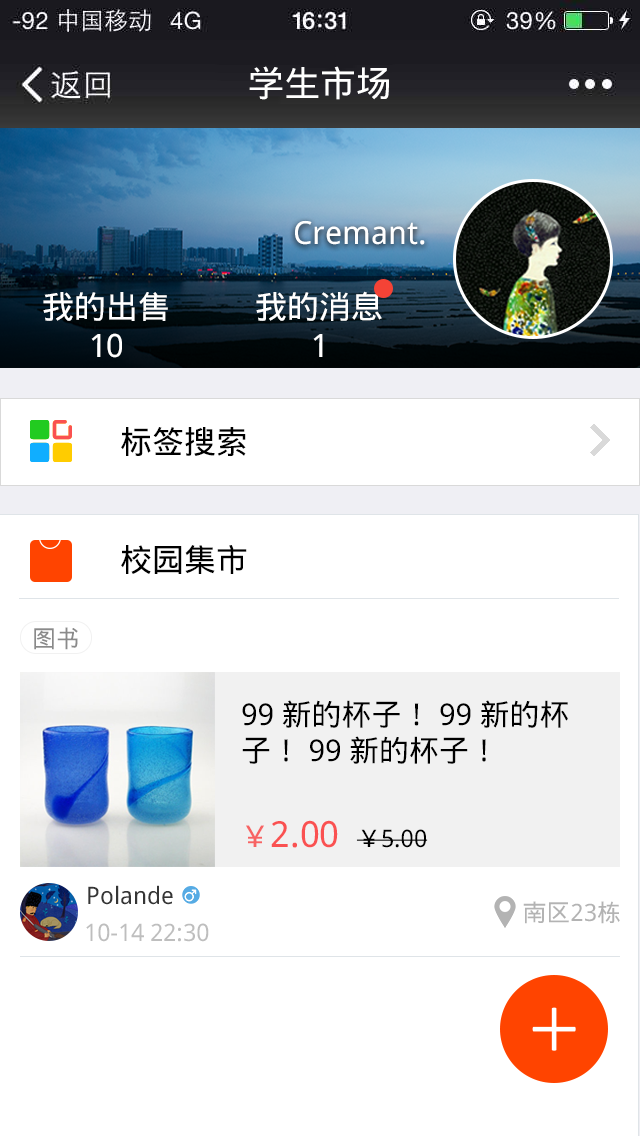 -92 中国移动 4G 16:31 39%
返回 学生市场
Cremant.
我的出售 我的消息
10 1
标签搜索
校园集市
图书
99 新的杯子！ 99 新的杯
子！ 99 新的杯子！
￥2.00 ￥5.00
Polande
10-14 22:30 南区23栋